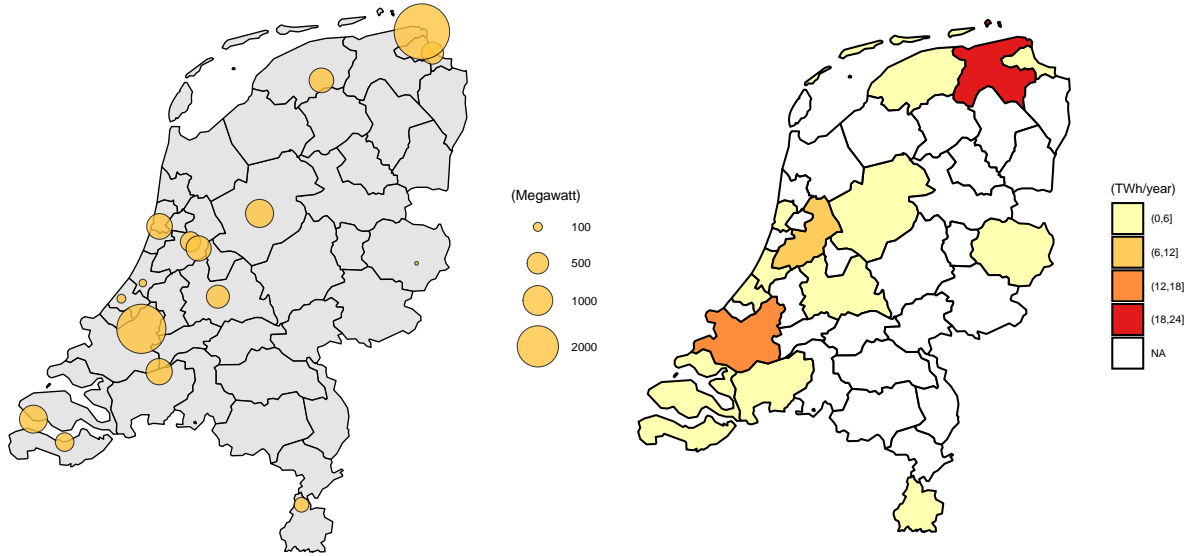 (Megawatt)
100
500
1000
2000
(TWh/year)
(0,6]
(6,12]
(12,18]
(18,24]
NA